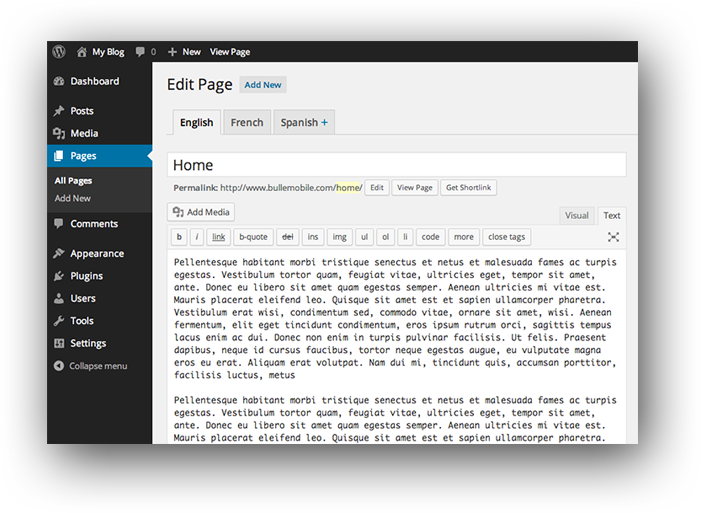 My Blog 0 + New View Page
Dashboard
Posts
Media
Pages
All Pages
Add New
Comments
Appearance
Plugins
Users
Tools
Settings
Collapse menu
Edit Page Add New
English French Spanish +
Home
Permalink: http://www.bullemobile.com/home/ Edit View Page Get Shortlink
Add Media Visual Text
b i link b-quote del ins img ul ol li code more close tags
Pellentesque habitant morbi tristique senectus et netus et malesuada fames ac turpis
egestas. Vestibulum tortor quam, feugiat vitae, ultricies eget, tempor sit amet,
ante. Donec eu libero sit amet quam egestas semper. Aenean ultricies mi vitae est.
Mauris placerat eleifend leo. Quisque sit amet est et sapien ullamcorper pharetra.
Vestibulum erat wisi, condimentum sed, commodo vitae, ornare sit amet, wisi. Aenean
fermentum, elit eget tincidunt condimentum, eros ipsum rutrum orci, sagittis tempus
lacus enim ac dui. Donec non enim in turpis pulvinar facilisis. Ut felis. Praesent
dapibus, neque id cursus faucibus, tortor neque egestas augue, eu vulputate magna
eros eu erat. Aliquam erat volutpat. Nam dui mi, tincidunt quis, accumsan porttitor,
facilisis luctus, metus
Pellentesque habitant morbi tristique senectus et netus et malesuada fames ac turpis
egestas. Vestibulum tortor quam, feugiat vitae, ultricies eget, tempor sit amet,
ante. Donec eu libero sit amet quam egestas semper. Aenean ultricies mi vitae est.
Mauris placerat eleifend leo. Quisque sit amet est et sapien ullamcorper pharetra.